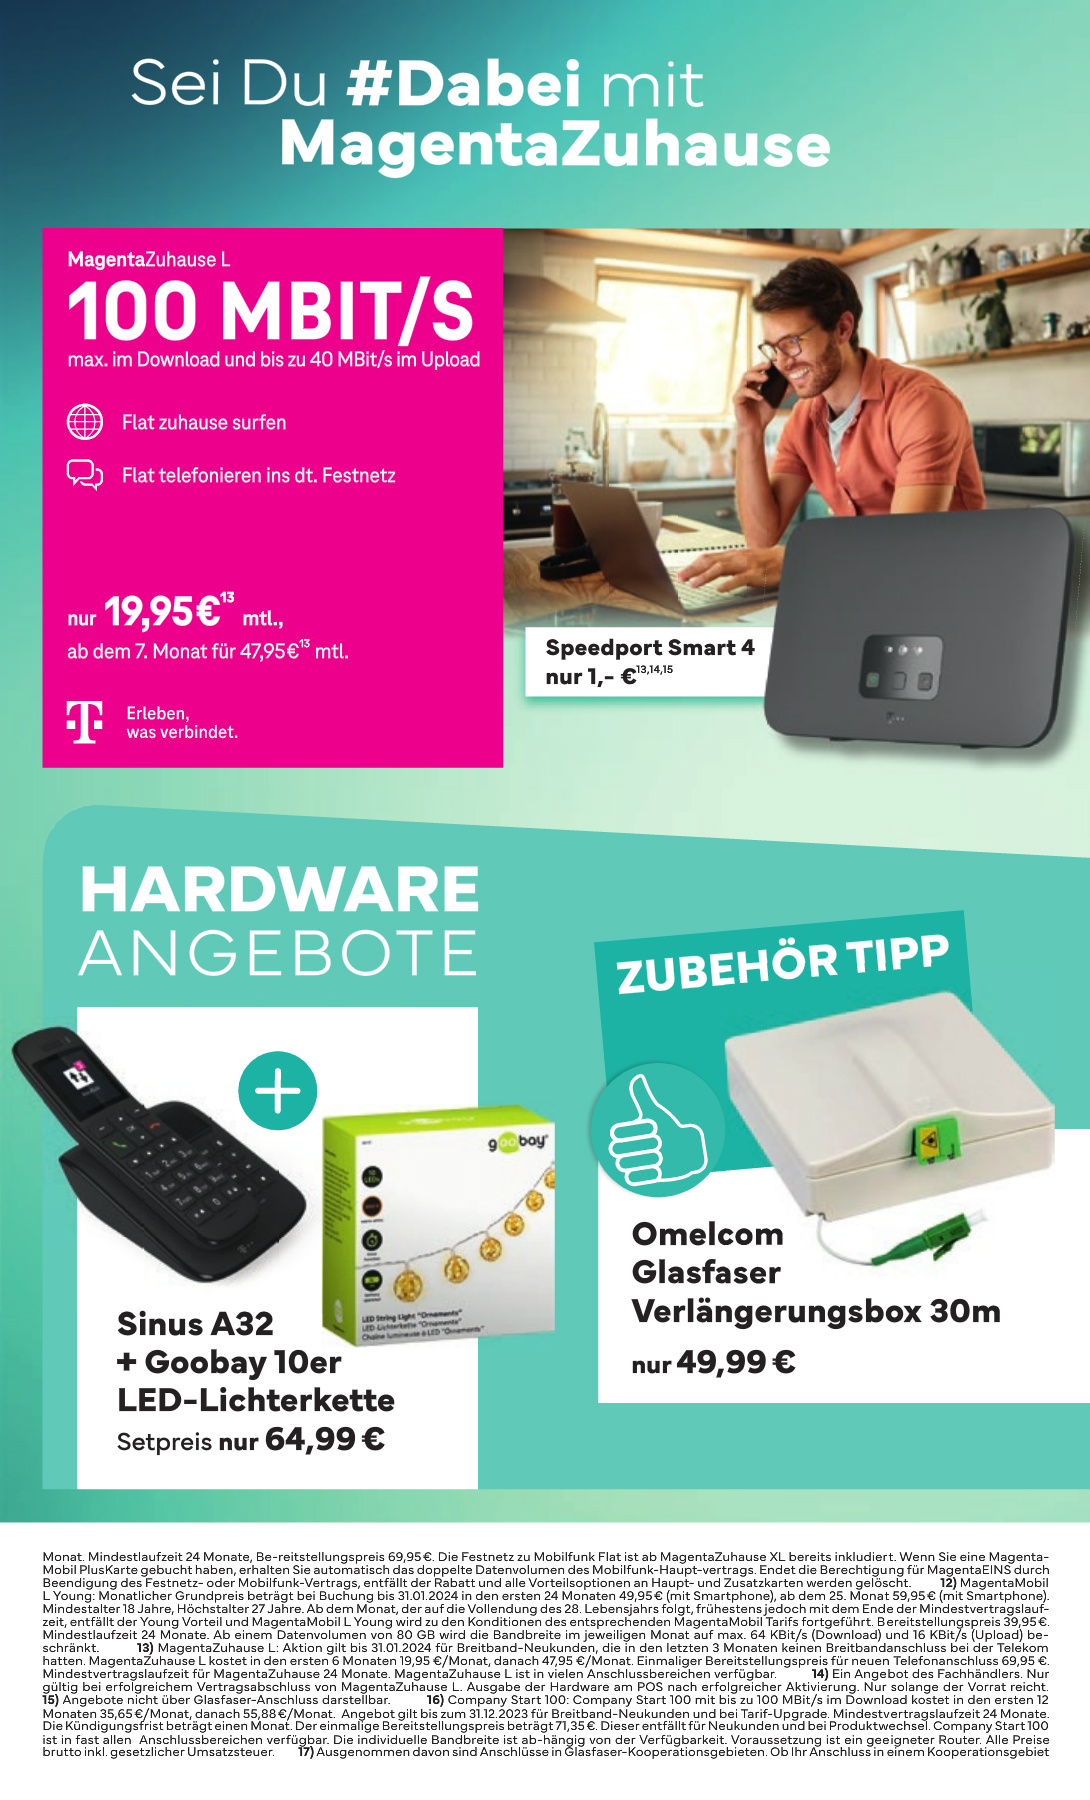 Sei Du #Dabei mit
MagentaZuhause
MagentaZuhause L
100 MBIT/S
max. im Download und bis zu 40 MBit/s im Upload
Flat zuhause surfen
Flat telefonieren ins dt. Festnetz
nur 19,95 €13 mtl.,
ab dem 7. Monat für 47,95€13 mtl.
T Erleben,
was verbindet.
Speedport Smart 4
nur 1,- €13,14,15
HARDWARE
ANGEBOTE
goobay
LED String Light "Ornaments"
LED-Lichterkette "Ornamente"
Chaîne lumineuse à LED "Ornaments"
Sinus A32
+ Goobay 10er
LED-Lichterkette
Setpreis nur 64,99 €
ZUBEHÖR TIPP
Omelcom
Glasfaser
Verlängerungsbox 30m
nur 49,99 €
Monat. Mindestlaufzeit 24 Monate, Be-reitstellungspreis 69,95 €. Die Festnetz zu Mobilfunk Flat ist ab MagentaZuhause XL bereits inkludiert. Wenn Sie eine Magenta-
Mobil PlusKarte gebucht haben, erhalten Sie automatisch das doppelte Datenvolumen des Mobilfunk-Haupt-vertrags. Endet die Berechtigung für MagentaEINS durch
Beendigung des Festnetz- oder Mobilfunk-Vertrags, entfällt der Rabatt und alle Vorteilsoptionen an Haupt- und Zusatzkarten werden gelöscht. 12) MagentaMobil
L Young: Monatlicher Grundpreis beträgt bei Buchung bis 31.01.2024 in den ersten 24 Monaten 49,95 € (mit Smartphone), ab dem 25. Monat 59,95 € (mit Smartphone).
Mindestalter 18 Jahre, Höchstalter 27 Jahre. Ab dem Monat, der auf die Vollendung des 28. Lebensjahrs folgt, frühestens jedoch mit dem Ende der Mindestvertragslauf-
zeit, entfällt der Young Vorteil und MagentaMobil L Young wird zu den Konditionen des entsprechenden MagentaMobil Tarifs fortgeführt. Bereitstellungspreis 39,95 €.
Mindestlaufzeit 24 Monate. Ab einem Datenvolumen von 80 GB wird die Bandbreite im jeweiligen Monat auf max. 64 KBit/s (Download) und 16 KBit/s (Upload) be-
schränkt. 13) MagentaZuhause L: Aktion gilt bis 31.01.2024 für Breitband-Neukunden, die in den letzten 3 Monaten keinen Breitbandanschluss bei der Telekom
hatten. MagentaZuhause L kostet in den ersten 6 Monaten 19,95 €/Monat, danach 47,95 €/Monat. Einmaliger Bereitstellungspreis für neuen Telefonanschluss 69,95 €.
Mindestvertragslaufzeit für MagentaZuhause 24 Monate. MagentaZuhause L ist in vielen Anschlussbereichen verfügbar. 14) Ein Angebot des Fachhändlers. Nur
gültig bei erfolgreichem Vertragsabschluss von MagentaZuhause L. Ausgabe der Hardware am POS nach erfolgreicher Aktivierung. Nur solange der Vorrat reicht.
15) Angebote nicht über Glasfaser-Anschluss darstellbar. 16) Company Start 100: Company Start 100 mit bis zu 100 MBit/s im Download kostet in den ersten 12
Monaten 35,65 €/Monat, danach 55,88 €/Monat. Angebot gilt bis zum 31.12.2023 für Breitband-Neukunden und bei Tarif-Upgrade. Mindestvertragslaufzeit 24 Monate.
Die Kündigungsfrist beträgt einen Monat. Der einmalige Bereitstellungspreis beträgt 71,35 €. Dieser entfällt für Neukunden und bei Produktwechsel. Company Start 100
ist in fast allen Anschlussbereichen verfügbar. Die individuelle Bandbreite ist ab-hängig von der Verfügbarkeit. Voraussetzung ist ein geeigneter Router. Alle Preise
brutto inkl. gesetzlicher Umsatzsteuer. 17) Ausgenommen davon sind Anschlüsse in Glasfaser-Kooperationsgebieten. Ob Ihr Anschluss in einem Kooperationsgebiet